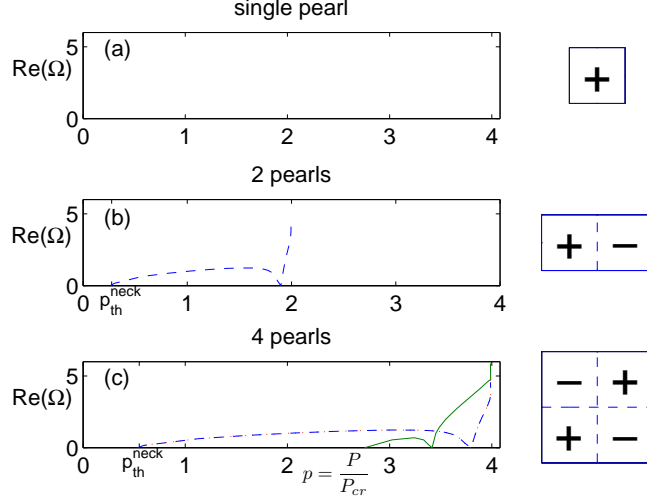 single pearl
(a)
5
Re(Ω)
0
0 1 2 3 4
+
2 pearls
(b)
5
Re(Ω)
0
0 1 2 3 4
p_th^neck
+ −
4 pearls
(c)
5
Re(Ω)
0
0 1 2 3 4
p_th^neck
p = P/P_cr
− +
+ −